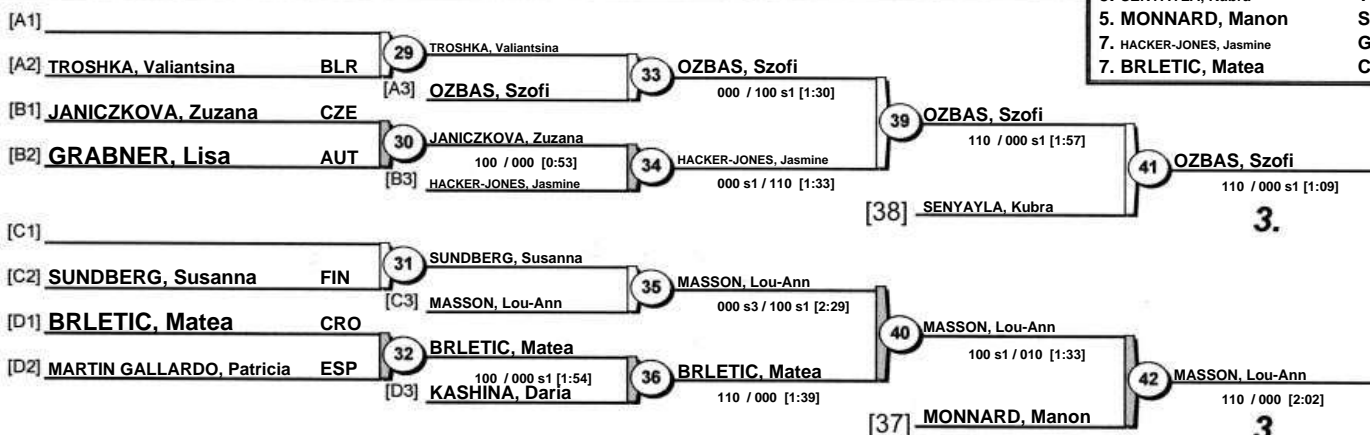 5. MONNARD, Manon S
7. HACKER-JONES, Jasmine G
7. BRLETIC, Matea C
[A1]
[A2] TROSHKA, Valiantsina BLR
29
TROSHKA, Valiantsina
[A3] OZBAS, Szofi
33
OZBAS, Szofi
000 / 100 s1 [1:30]
[B1] JANICZKOVA, Zuzana CZE
[B2] GRABNER, Lisa AUT
30
JANICZKOVA, Zuzana
100 / 000 [0:53]
[B3] HACKER-JONES, Jasmine
34
HACKER-JONES, Jasmine
000 s1 / 110 [1:33]
39
OZBAS, Szofi
110 / 000 s1 [1:57]
[38] SENYAYLA, Kubra
41
OZBAS, Szofi
110 / 000 s1 [1:09]
3.
[C1]
[C2] SUNDBERG, Susanna FIN
31
SUNDBERG, Susanna
[C3] MASSON, Lou-Ann
35
MASSON, Lou-Ann
000 s3 / 100 s1 [2:29]
[D1] BRLETIC, Matea CRO
[D2] MARTIN GALLARDO, Patricia ESP
32
BRLETIC, Matea
100 / 000 s1 [1:54]
[D3] KASHINA, Daria
36
BRLETIC, Matea
110 / 000 [1:39]
40
MASSON, Lou-Ann
100 s1 / 010 [1:33]
[37] MONNARD, Manon
42
MASSON, Lou-Ann
110 / 000 [2:02]
3